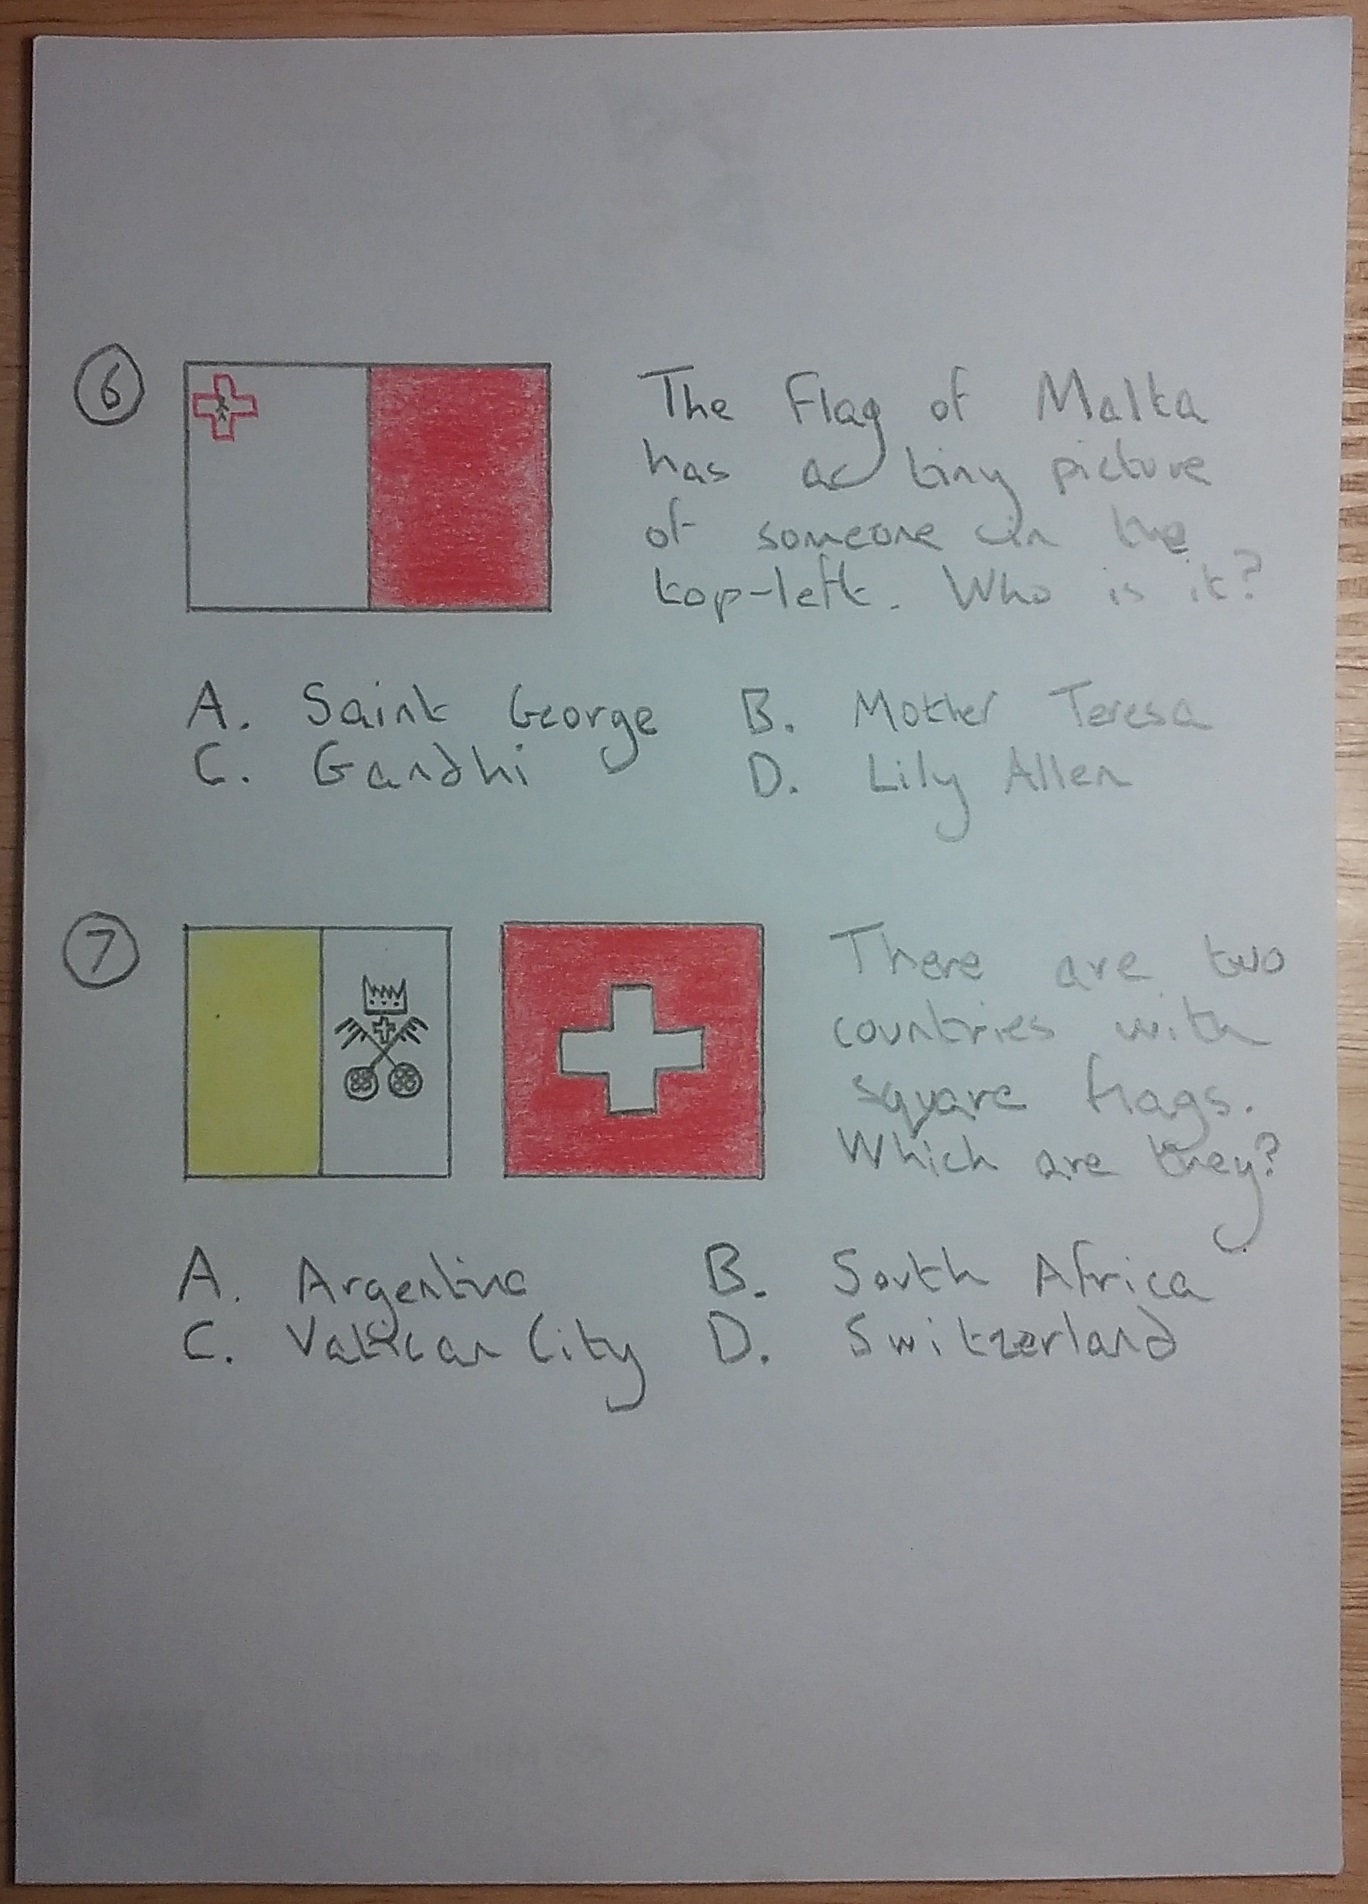 6
The Flag of Malta
has a tiny picture
of someone in the
top-left. Who is it?
A. Saint George B. Mother Teresa
C. Gandhi D. Lily Allen
7
There are two
countries with
square flags.
Which are they?
A. Argentina B. South Africa
C. Vatican City D. Switzerland